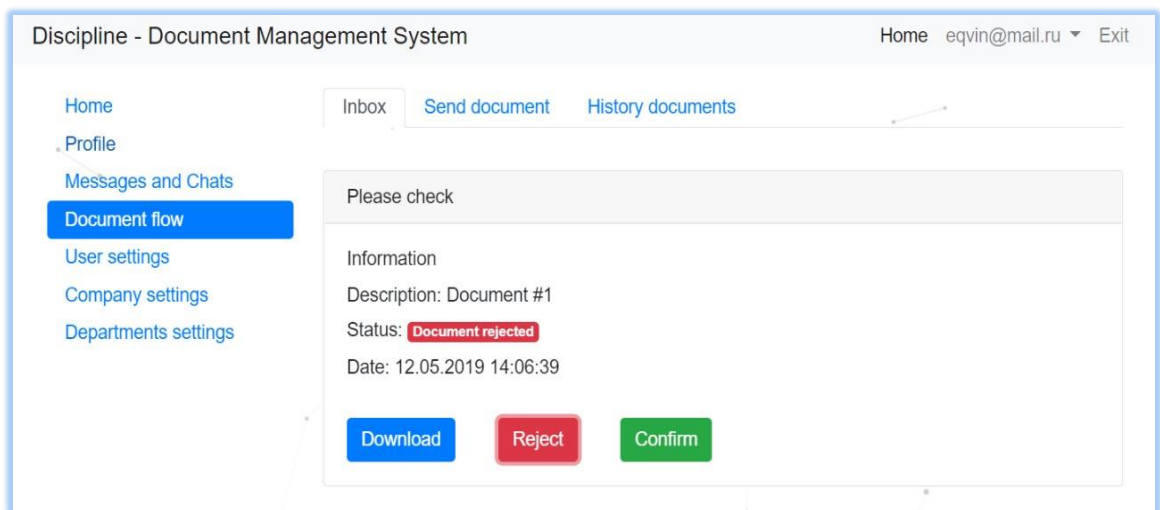 Discipline - Document Management System Home eqvin@mail.ru Exit
Home
Profile
Messages and Chats
Document flow
User settings
Company settings
Departments settings
Inbox Send document History documents
Please check
Information
Description: Document #1
Status: Document rejected
Date: 12.05.2019 14:06:39
Download Reject Confirm